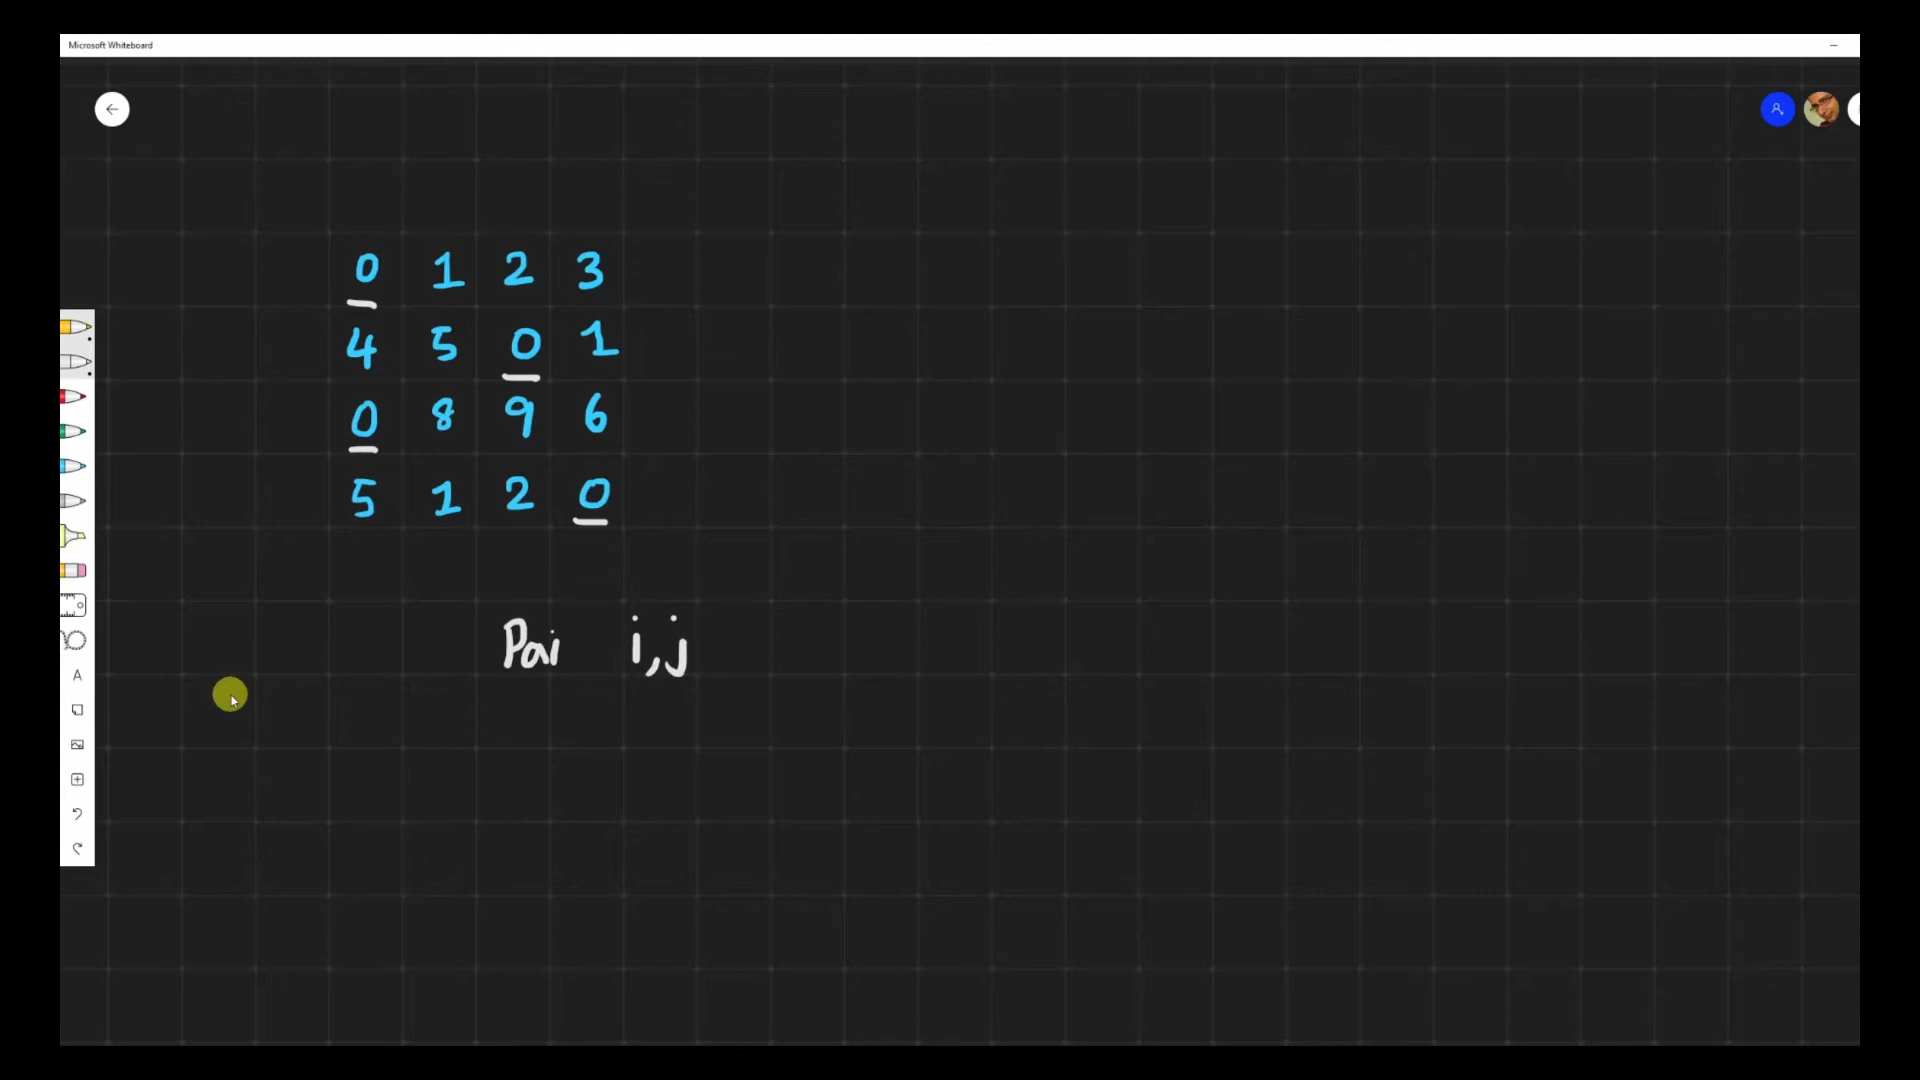 Microsoft Whiteboard
0 1 2 3
4 5 0 1
0 8 9 6
5 1 2 0
Pai i,j
A